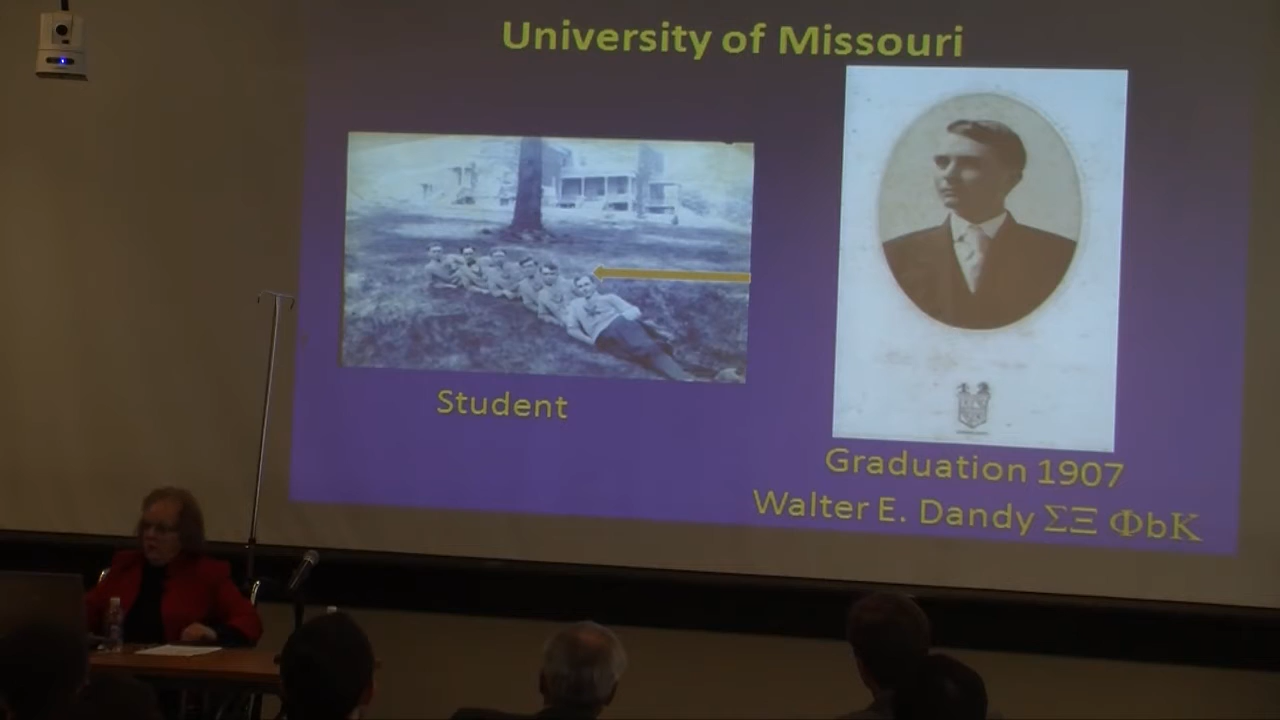 University of Missouri
Student
Graduation 1907
Walter E. Dandy ΣΞ ΦbK